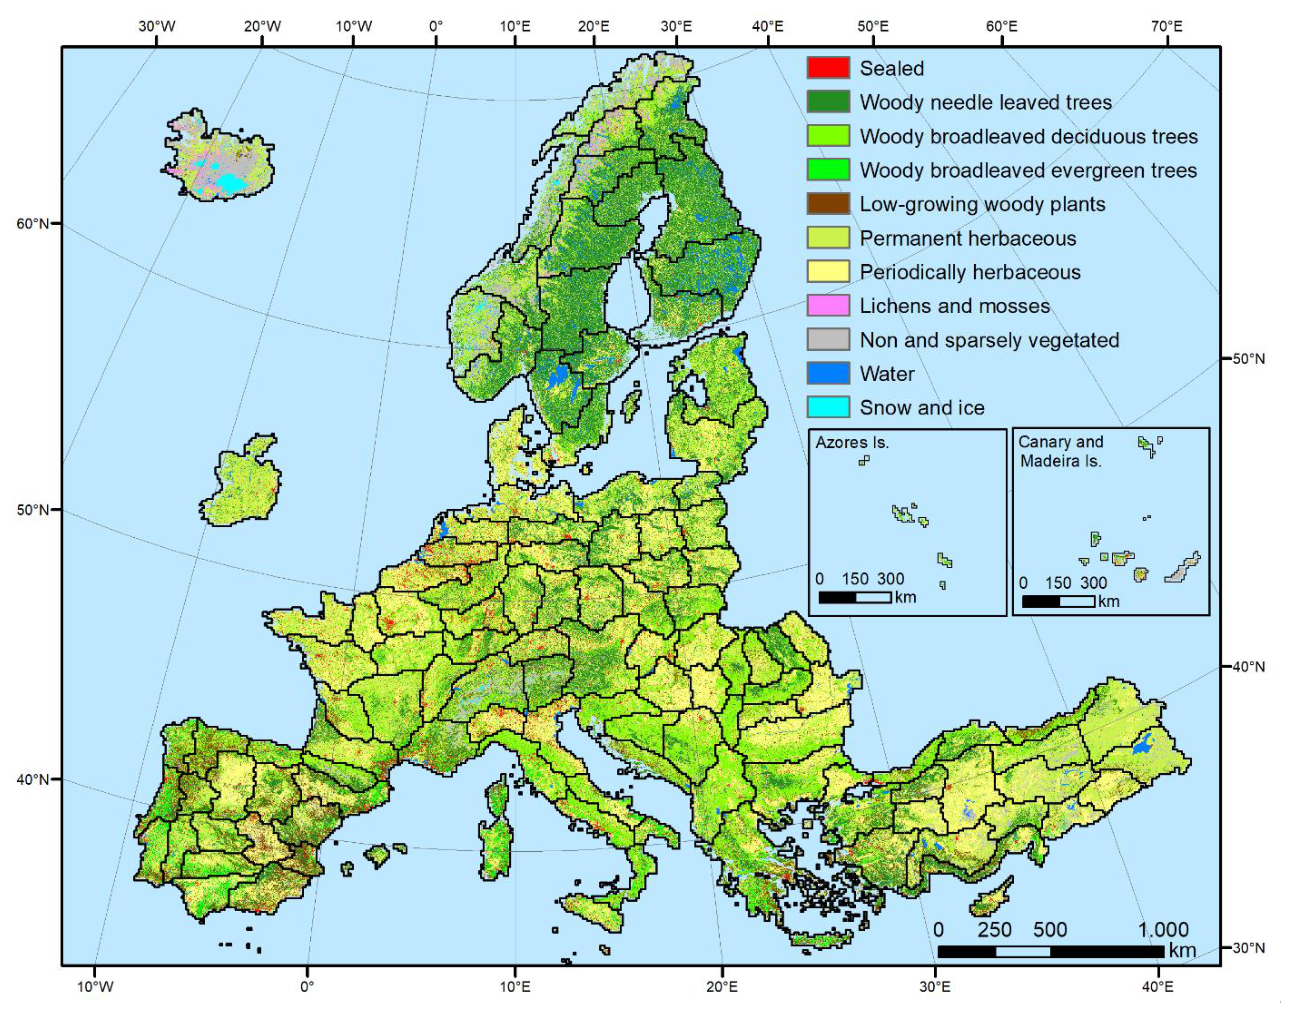 30°W 20°W 10°W 0° 10°E 20°E 30°E 40°E 50°E 60°E 70°E
Sealed
Woody needle leaved trees
Woody broadleaved deciduous trees
Woody broadleaved evergreen trees
Low-growing woody plants
Permanent herbaceous
Periodically herbaceous
Lichens and mosses
Non and sparsely vegetated
Water
Snow and ice
60°N
50°N
40°N
50°N
40°N
30°N
Azores Is.
0 150 300
km
Canary and
Madeira Is.
0 150 300
km
0 250 500 1.000
km
10°W 0° 10°E 20°E 30°E 40°E